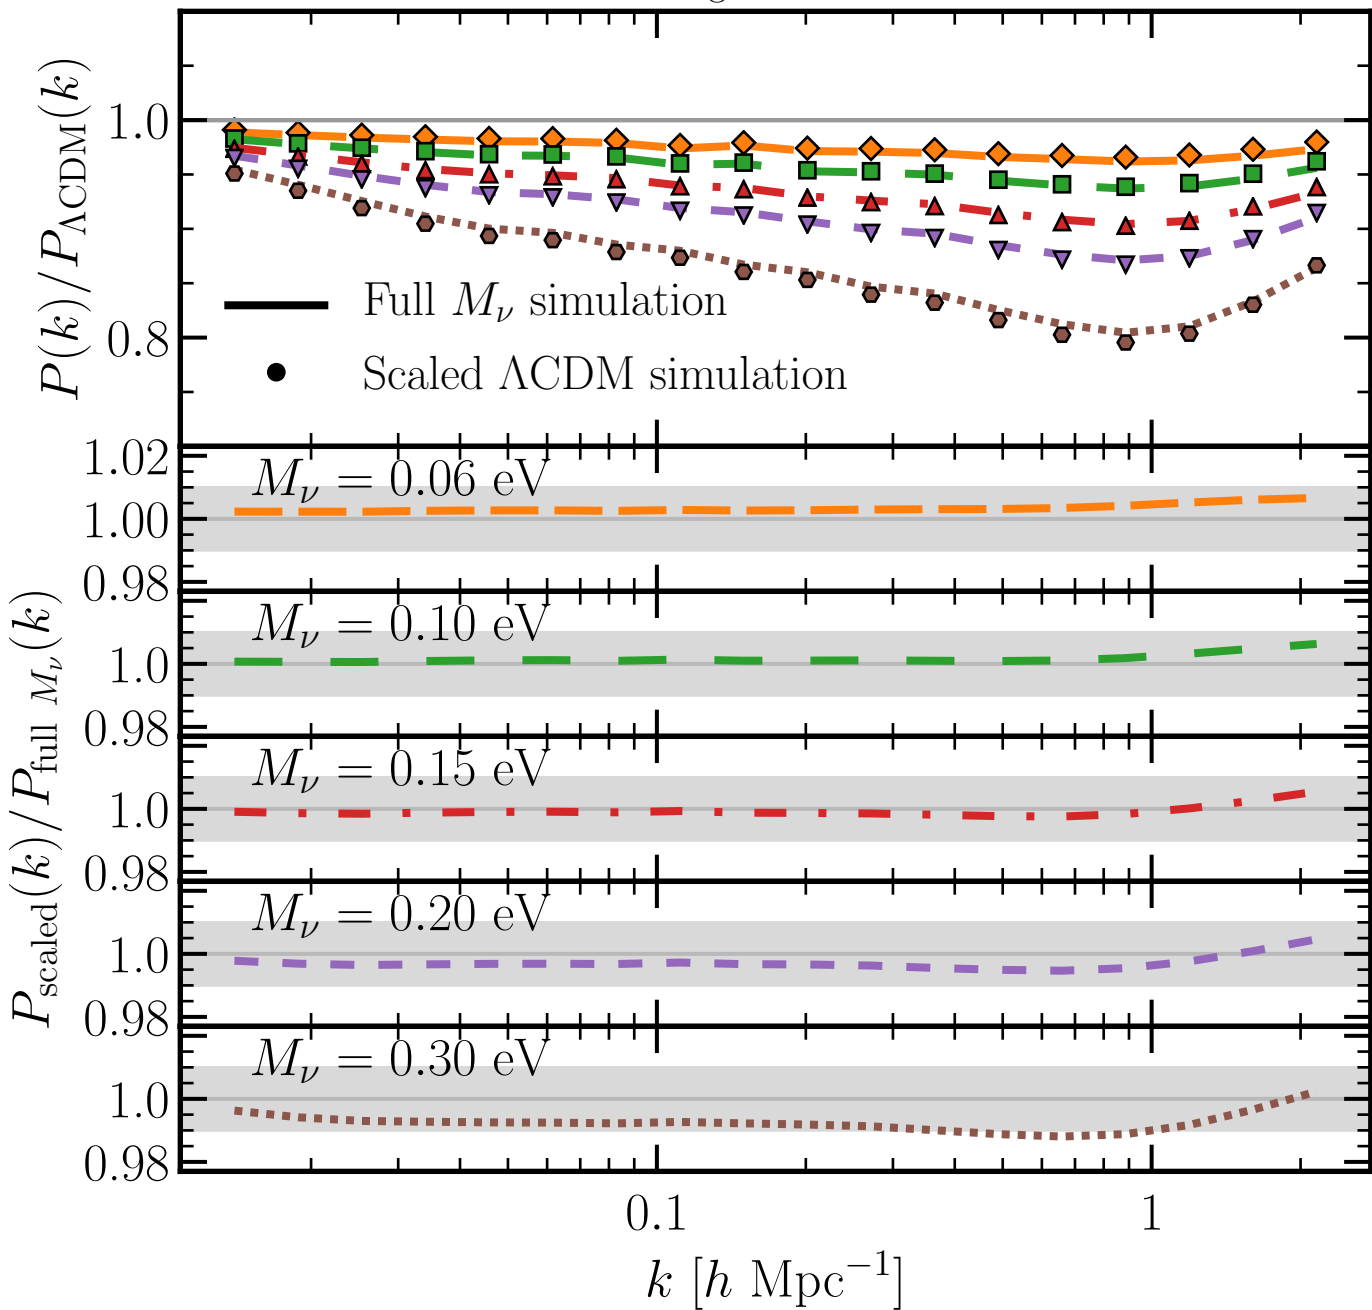 P(k)/P_ΛCDM(k)
1.0
0.8
Full M_ν simulation
Scaled ΛCDM simulation
P_scaled(k)/P_full M_ν(k)
1.02
1.00
0.98
M_ν = 0.06 eV
1.0
0.98
M_ν = 0.10 eV
1.0
0.98
M_ν = 0.15 eV
1.0
0.98
M_ν = 0.20 eV
1.0
0.98
M_ν = 0.30 eV
0.1
1
k [h Mpc⁻¹]